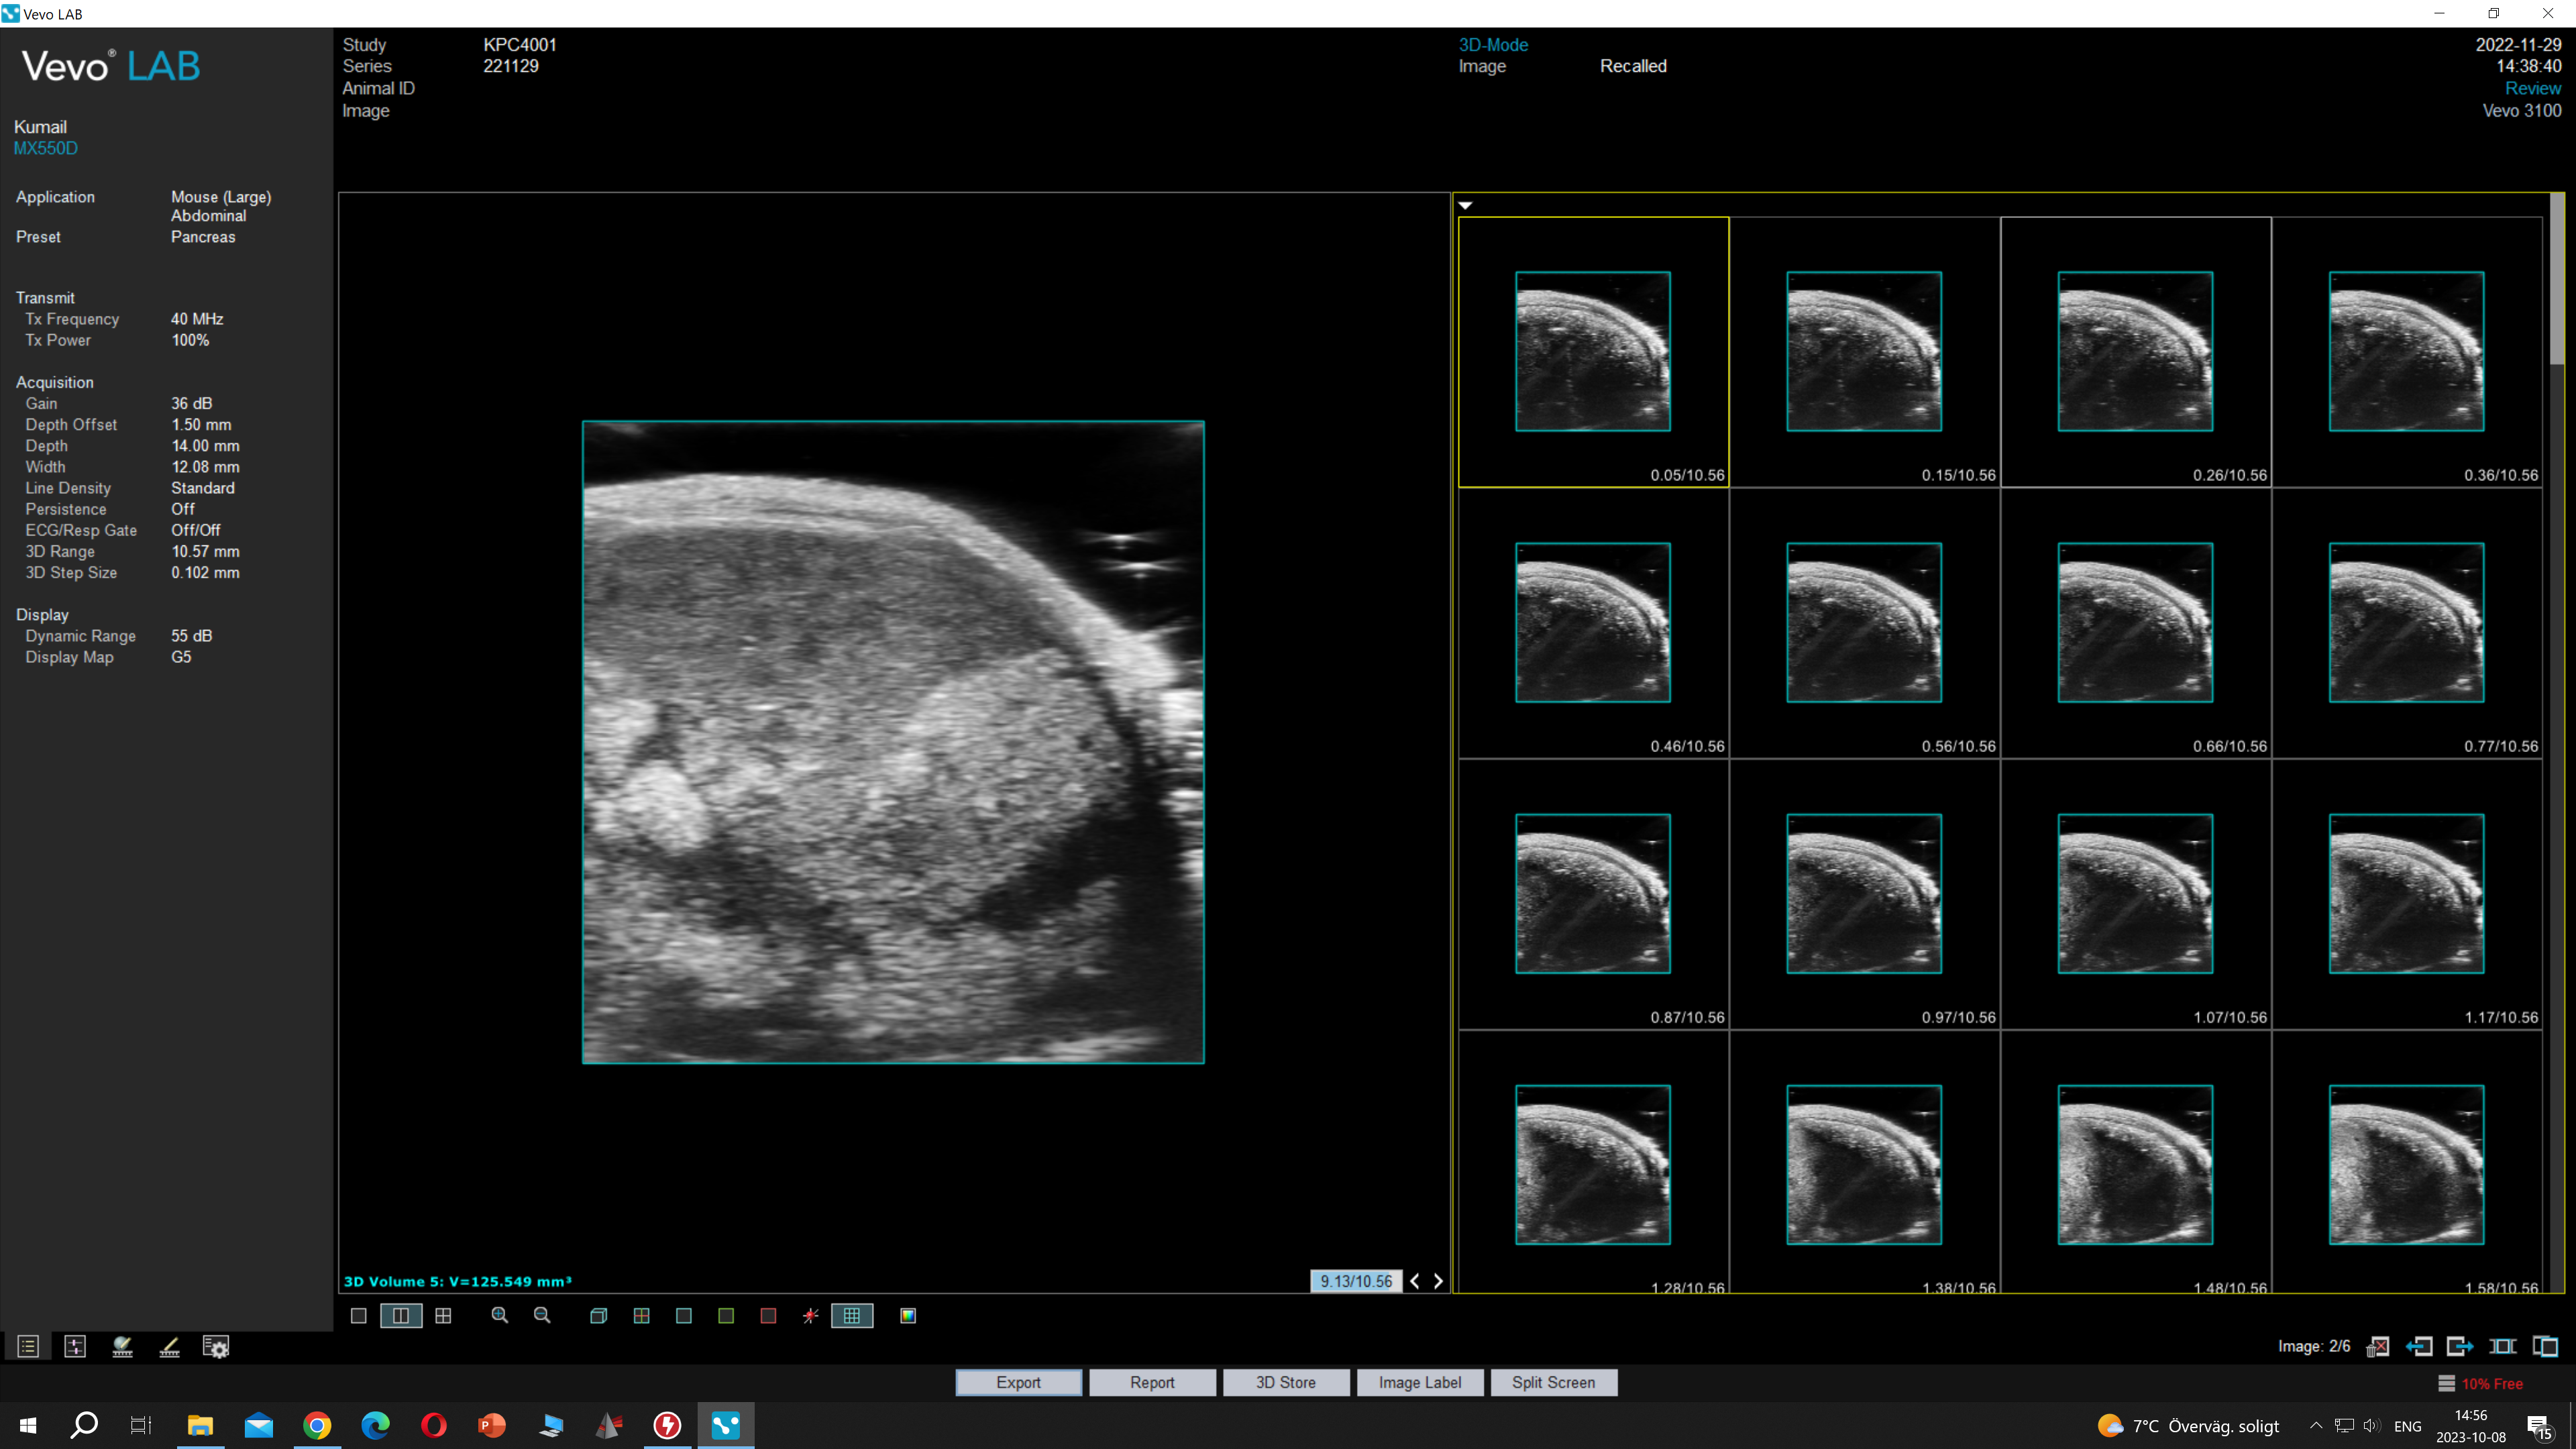 Vevo LAB
Vevo® LAB
Kumail
MX550D
Application Mouse (Large)
Abdominal
Preset Pancreas
Transmit
Tx Frequency 40 MHz
Tx Power 100%
Acquisition
Gain 36 dB
Depth Offset 1.50 mm
Depth 14.00 mm
Width 12.08 mm
Line Density Standard
Persistence Off
ECG/Resp Gate Off/Off
3D Range 10.57 mm
3D Step Size 0.102 mm
Display
Dynamic Range 55 dB
Display Map G5
Study KPC4001
Series 221129
Animal ID
Image
3D-Mode
Image Recalled
2022-11-29
14:38:40
Review
Vevo 3100
0.05/10.56 0.15/10.56 0.26/10.56 0.36/10.56
0.46/10.56 0.56/10.56 0.66/10.56 0.77/10.56
0.87/10.56 0.97/10.56 1.07/10.56 1.17/10.56
1.28/10.56 1.38/10.56 1.48/10.56 1.58/10.56
3D Volume 5: V=125.549 mm³
9.13/10.56
Image: 2/6
Export Report 3D Store Image Label Split Screen
10% Free
7°C Överväg. soligt
ENG
14:56
2023-10-08
15